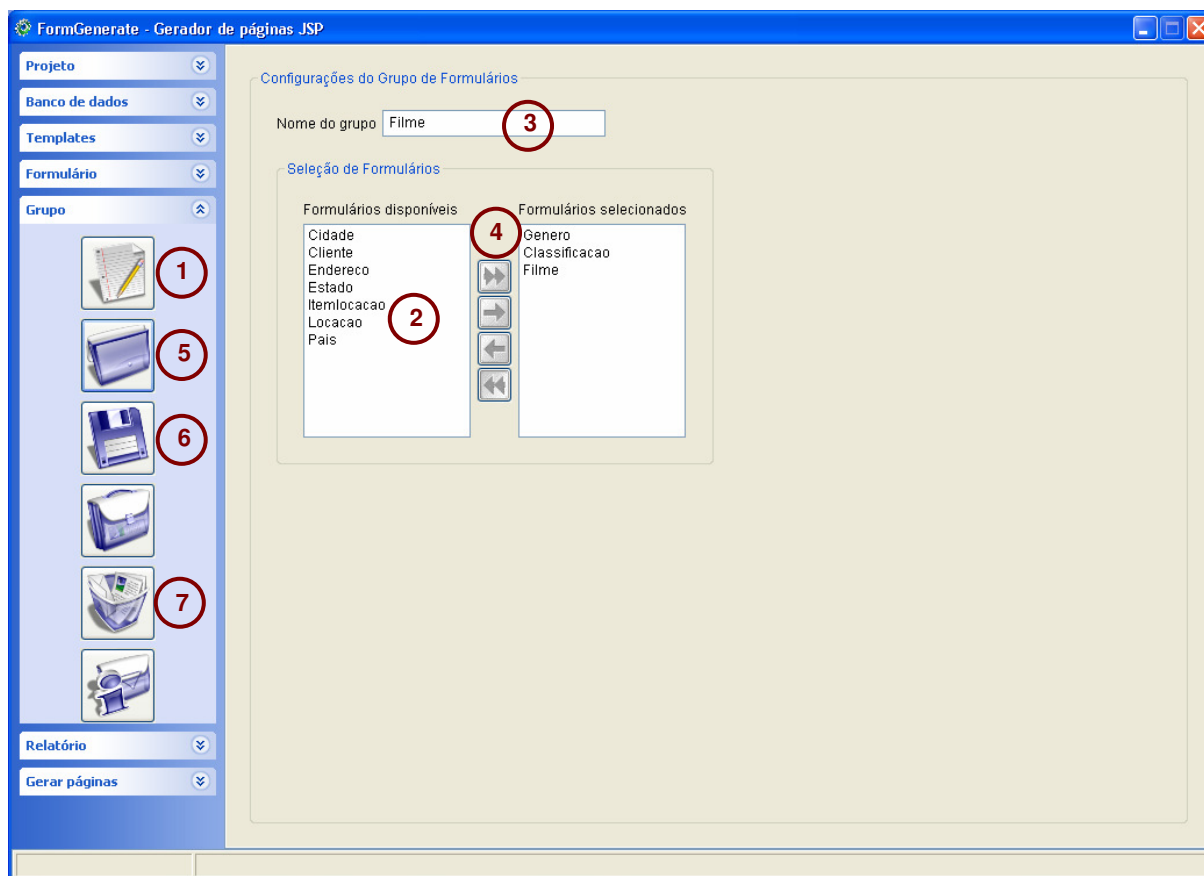 FormGenerate - Gerador de páginas JSP
Projeto
Banco de dados
Templates
Formulário
Grupo
1
5
6
7
Relatório
Gerar páginas
Configurações do Grupo de Formulários
Nome do grupo Filme 3
Seleção de Formulários
Formulários disponíveis
Cidade
Cliente
Endereco
Estado
Itemlocacao
Locacao
Pais
2
4
Formulários selecionados
Genero
Classificacao
Filme